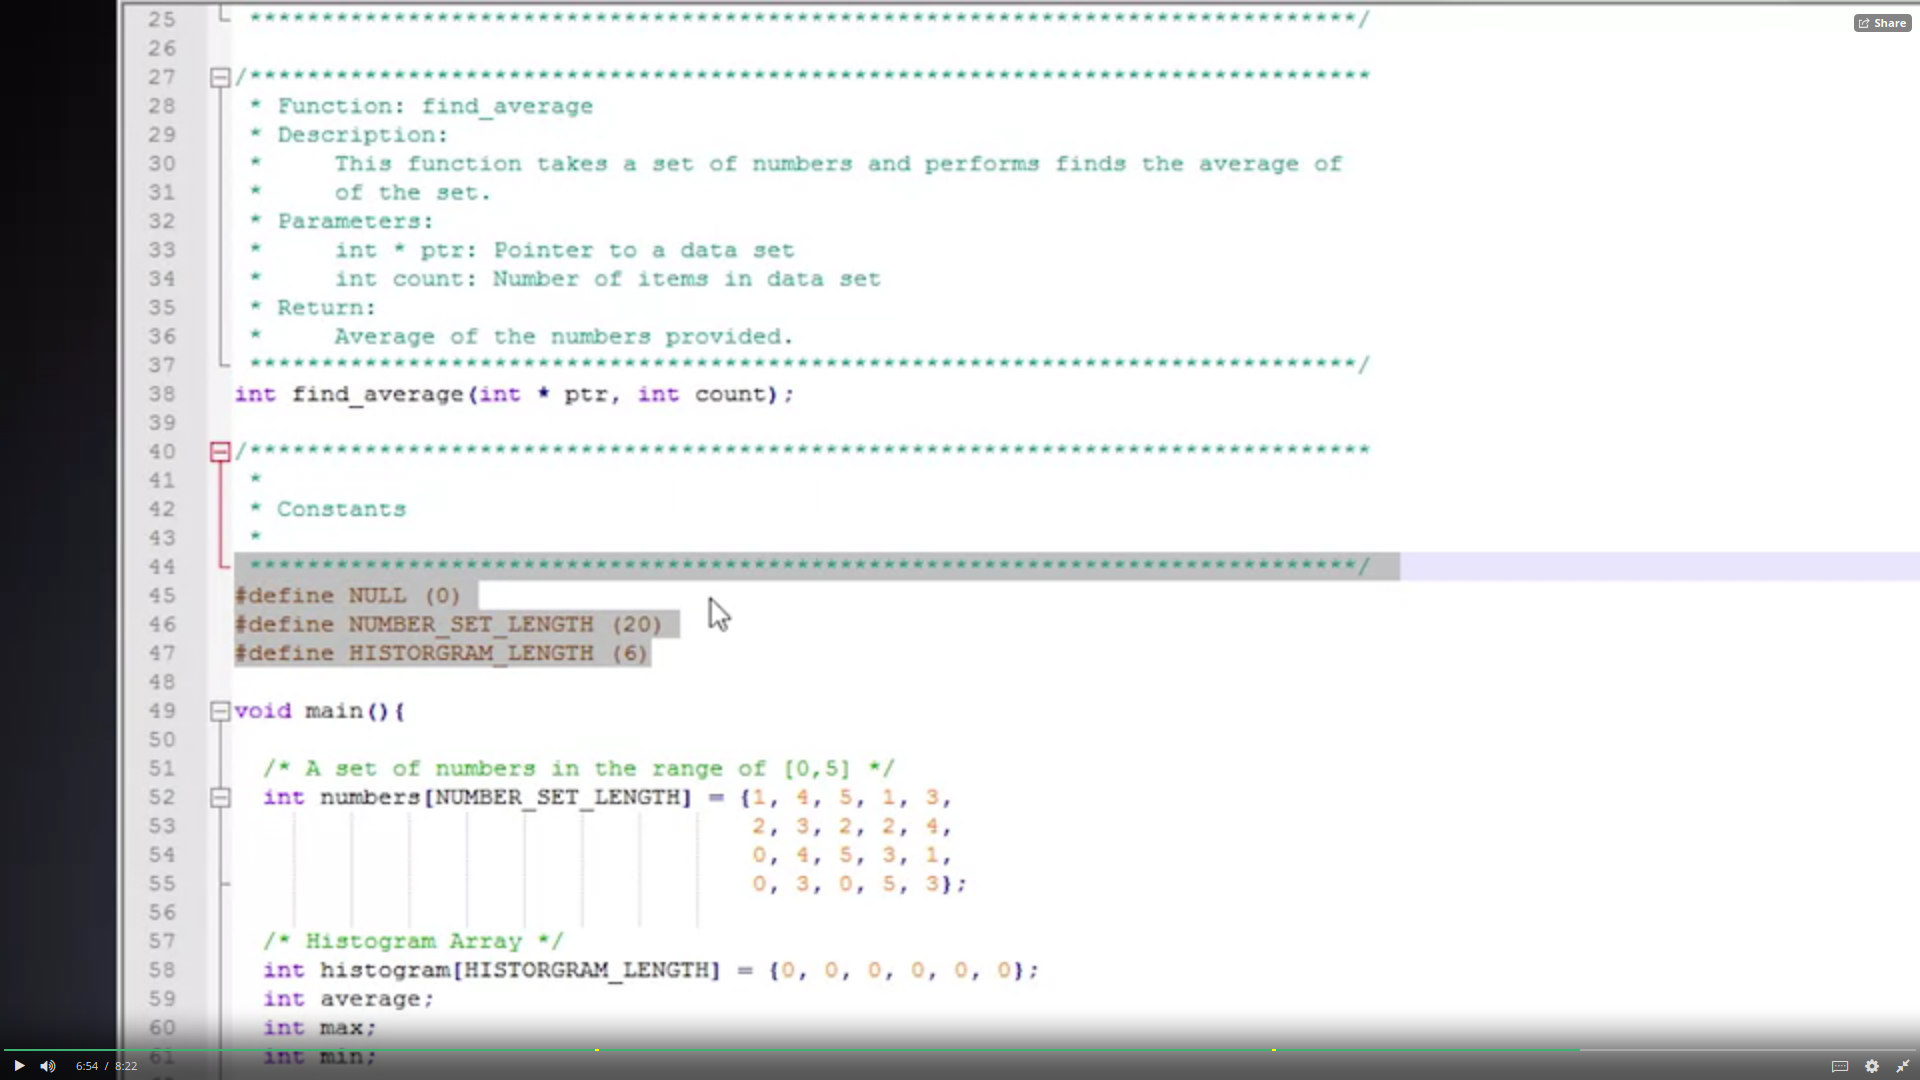 25 *****************************************************************************/
Share
26
27 /******************************************************************************
28 * Function: find_average
29 * Description:
30 * This function takes a set of numbers and performs finds the average of
31 * of the set.
32 * Parameters:
33 * int * ptr: Pointer to a data set
34 * int count: Number of items in data set
35 * Return:
36 * Average of the numbers provided.
37 *****************************************************************************/
38 int find_average(int * ptr, int count);
39
40 /******************************************************************************
41 *
42 * Constants
43 *
44 *****************************************************************************/
45 #define NULL (0)
46 #define NUMBER_SET_LENGTH (20)
47 #define HISTORGRAM_LENGTH (6)
48
49 void main(){
50
51 /* A set of numbers in the range of [0,5] */
52 int numbers[NUMBER_SET_LENGTH] = {1, 4, 5, 1, 3,
53 2, 3, 2, 2, 4,
54 0, 4, 5, 3, 1,
55 0, 3, 0, 5, 3};
56
57 /* Histogram Array */
58 int histogram[HISTORGRAM_LENGTH] = {0, 0, 0, 0, 0, 0};
59 int average;
60 int max;
61 int min;
6:54 / 8:22